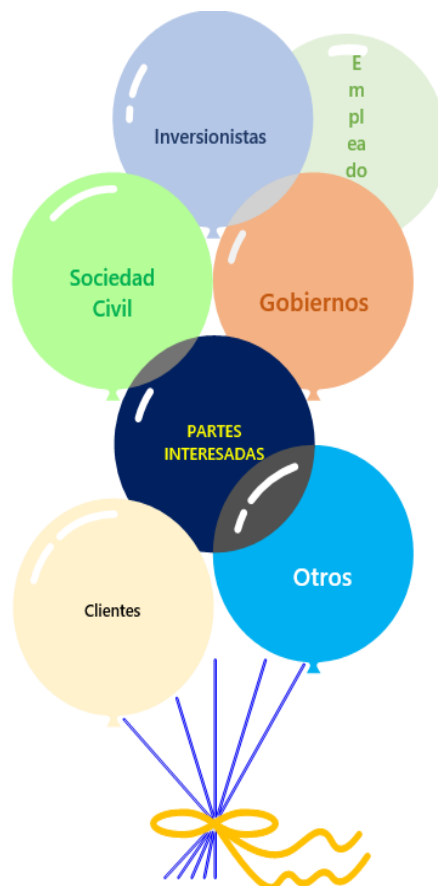 Inversionistas
E
m
pl
ea
do
Sociedad
Civil
Gobiernos
PARTES
INTERESADAS
Otros
Clientes